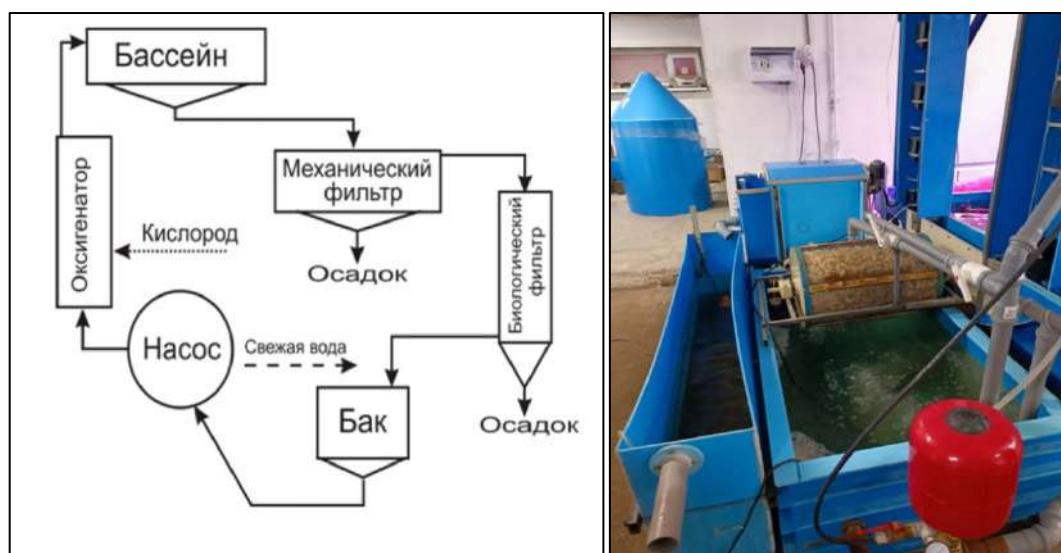 Бассейн
Механический
фильтр
Оксигенатор
Кислород
Биологический
фильтр
Осадок
Насос
Свежая вода
Бак
Осадок